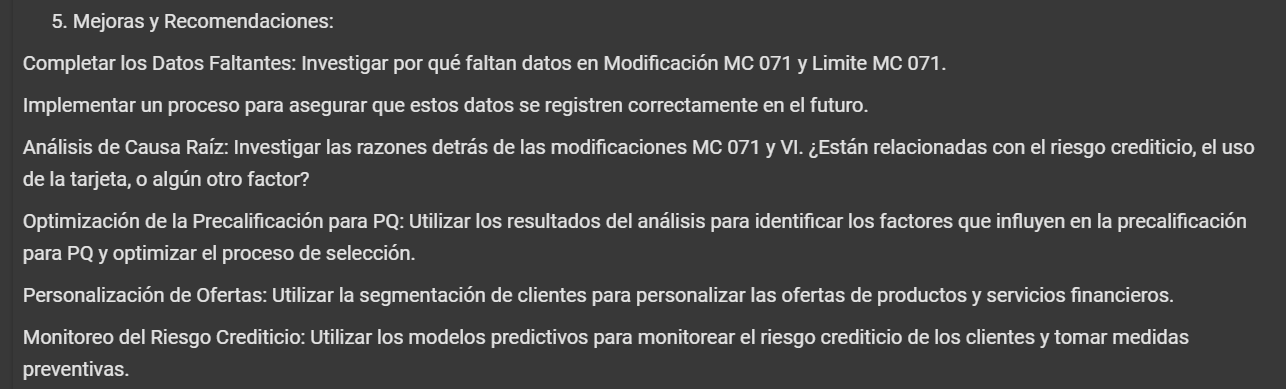 5. Mejoras y Recomendaciones:
Completar los Datos Faltantes: Investigar por qué faltan datos en Modificación MC 071 y Limite MC 071.
Implementar un proceso para asegurar que estos datos se registren correctamente en el futuro.
Análisis de Causa Raíz: Investigar las razones detrás de las modificaciones MC 071 y VI. ¿Están relacionadas con el riesgo crediticio, el uso
de la tarjeta, o algún otro factor?
Optimización de la Precalificación para PQ: Utilizar los resultados del análisis para identificar los factores que influyen en la precalificación
para PQ y optimizar el proceso de selección.
Personalización de Ofertas: Utilizar la segmentación de clientes para personalizar las ofertas de productos y servicios financieros.
Monitoreo del Riesgo Crediticio: Utilizar los modelos predictivos para monitorear el riesgo crediticio de los clientes y tomar medidas
preventivas.